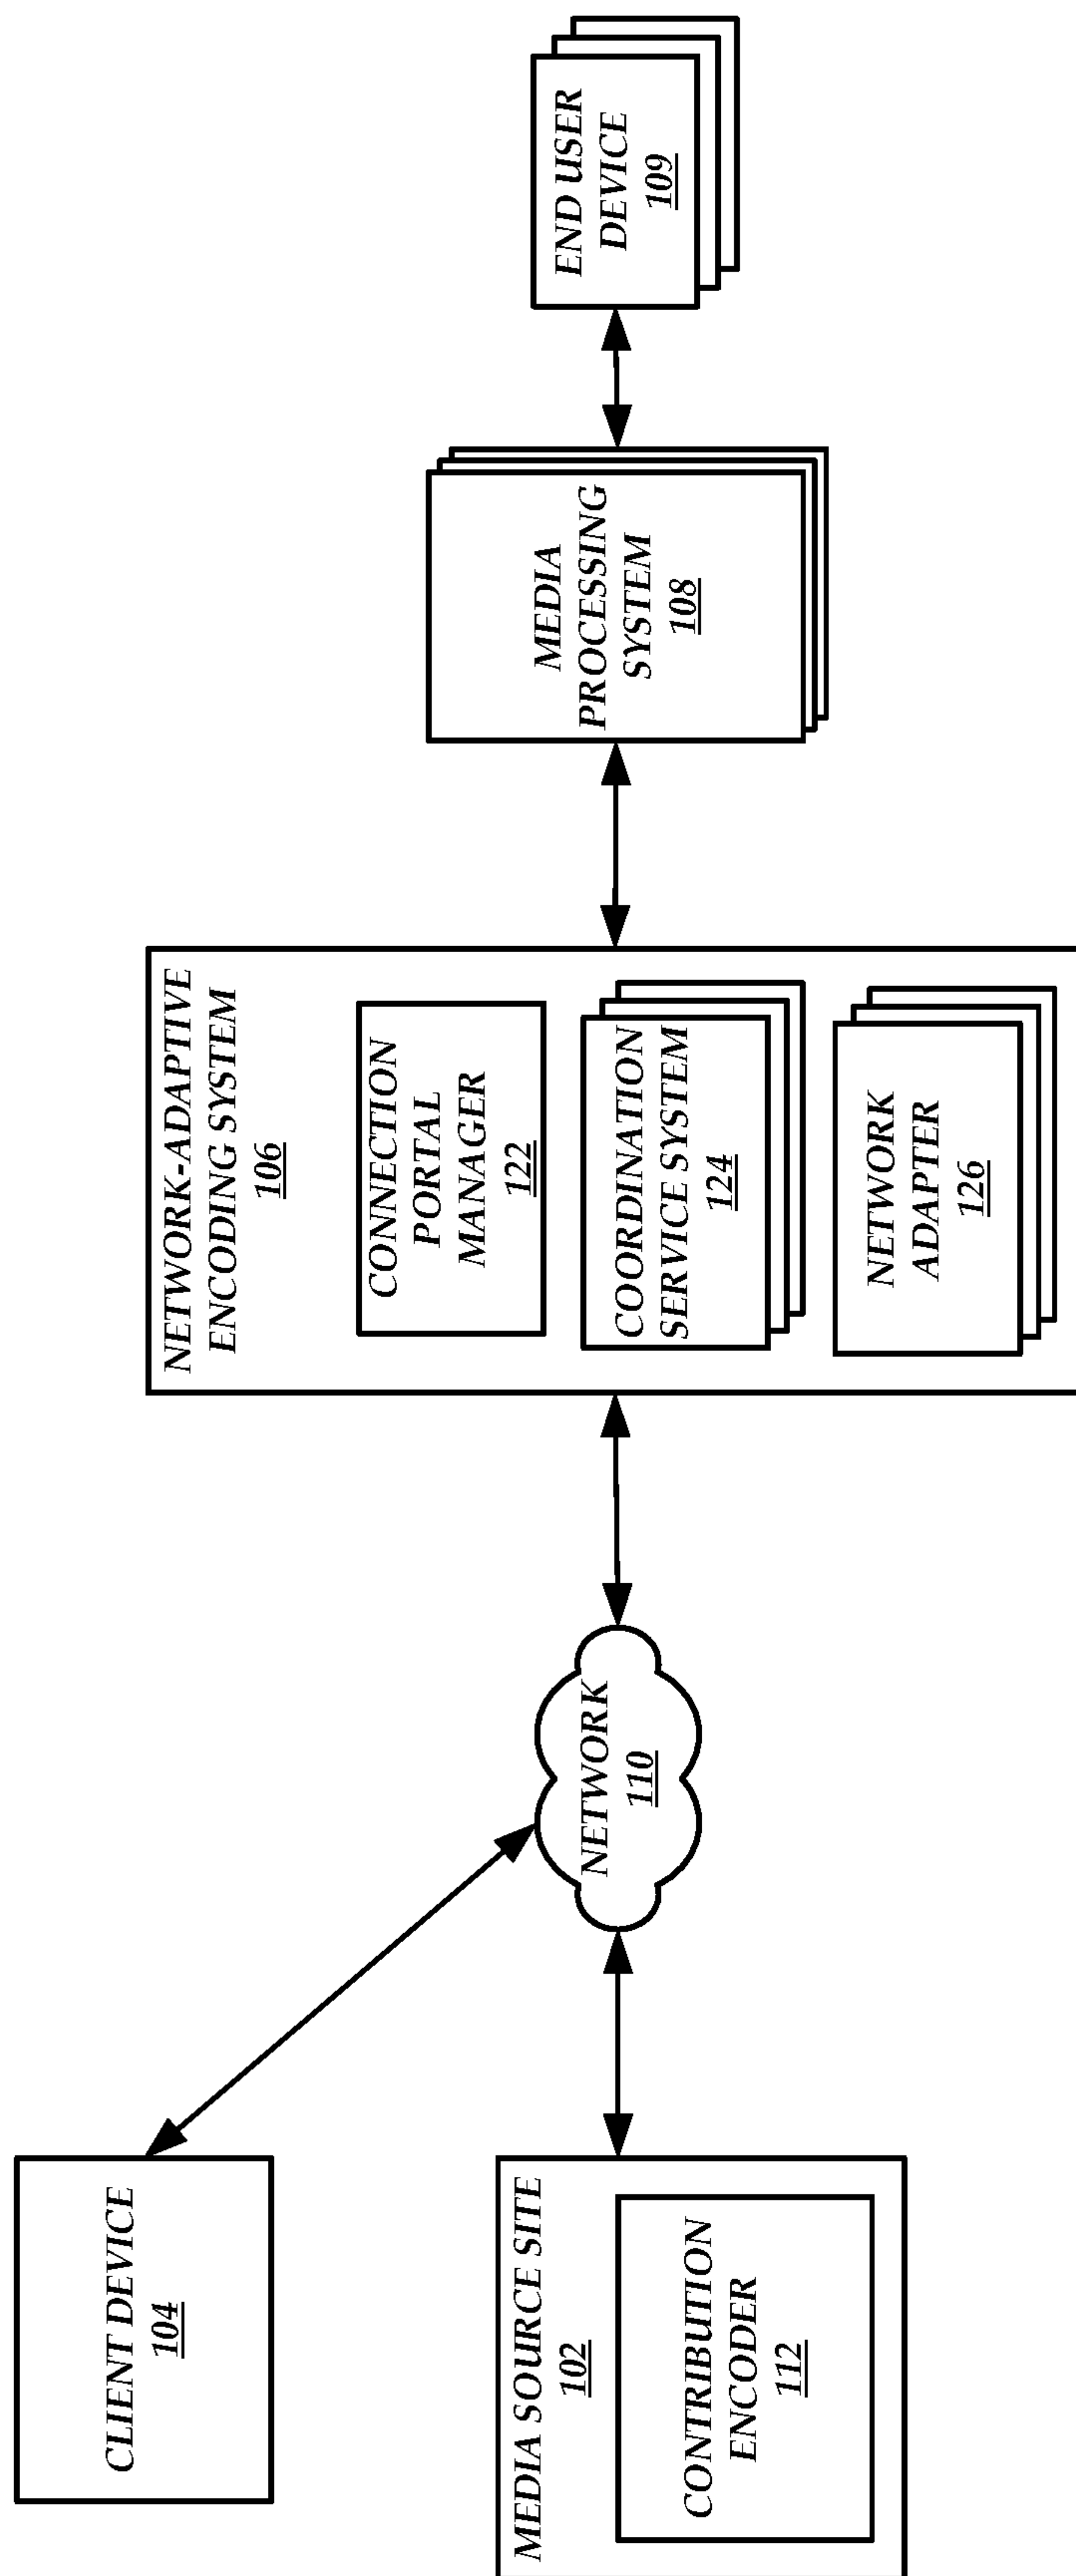 CLIENT DEVICE
104
MEDIA SOURCE SITE
102
CONTRIBUTION
ENCODER
112
NETWORK
110
NETWORK-ADAPTIVE
ENCODING SYSTEM
106
CONNECTION
PORTAL
MANAGER
122
COORDINATION
SERVICE SYSTEM
124
NETWORK
ADAPTER
126
MEDIA
PROCESSING
SYSTEM
108
END USER
DEVICE
109